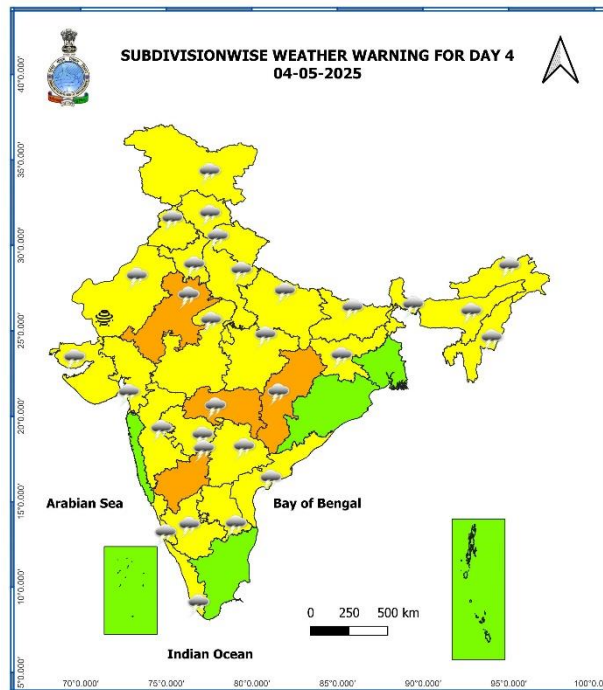 SUBDIVISIONWISE WEATHER WARNING FOR DAY 4
04-05-2025
40°0.000'
35°0.000'
30°0.000'
25°0.000'
20°0.000'
15°0.000'
10°0.000'
5°0.000'
Arabian Sea
Bay of Bengal
0 250 500 km
Indian Ocean
70°0.000' 75°0.000' 80°0.000' 85°0.000' 90°0.000' 95°0.000' 100°0.0